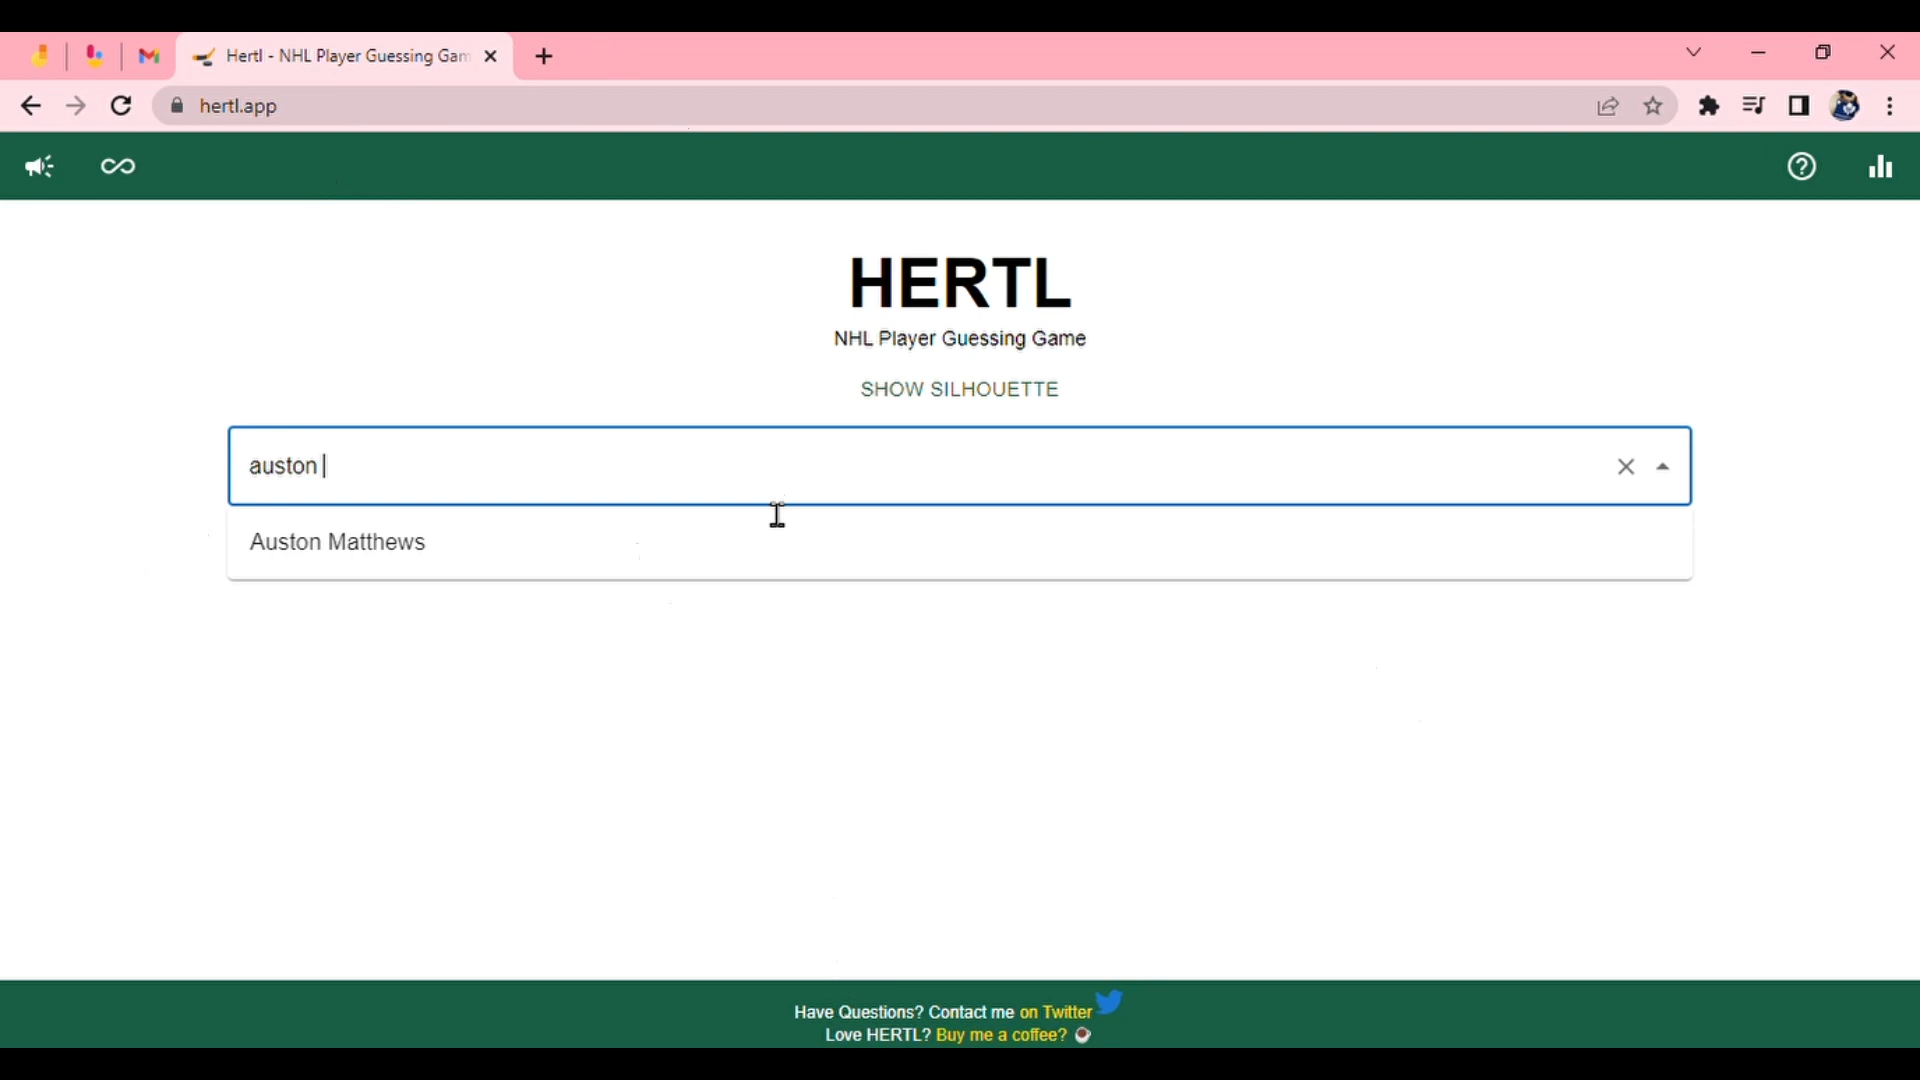 Hertl - NHL Player Guessing Gam
hertl.app
HERTL
NHL Player Guessing Game
SHOW SILHOUETTE
auston
Auston Matthews
Have Questions? Contact me on Twitter
Love HERTL? Buy me a coffee?